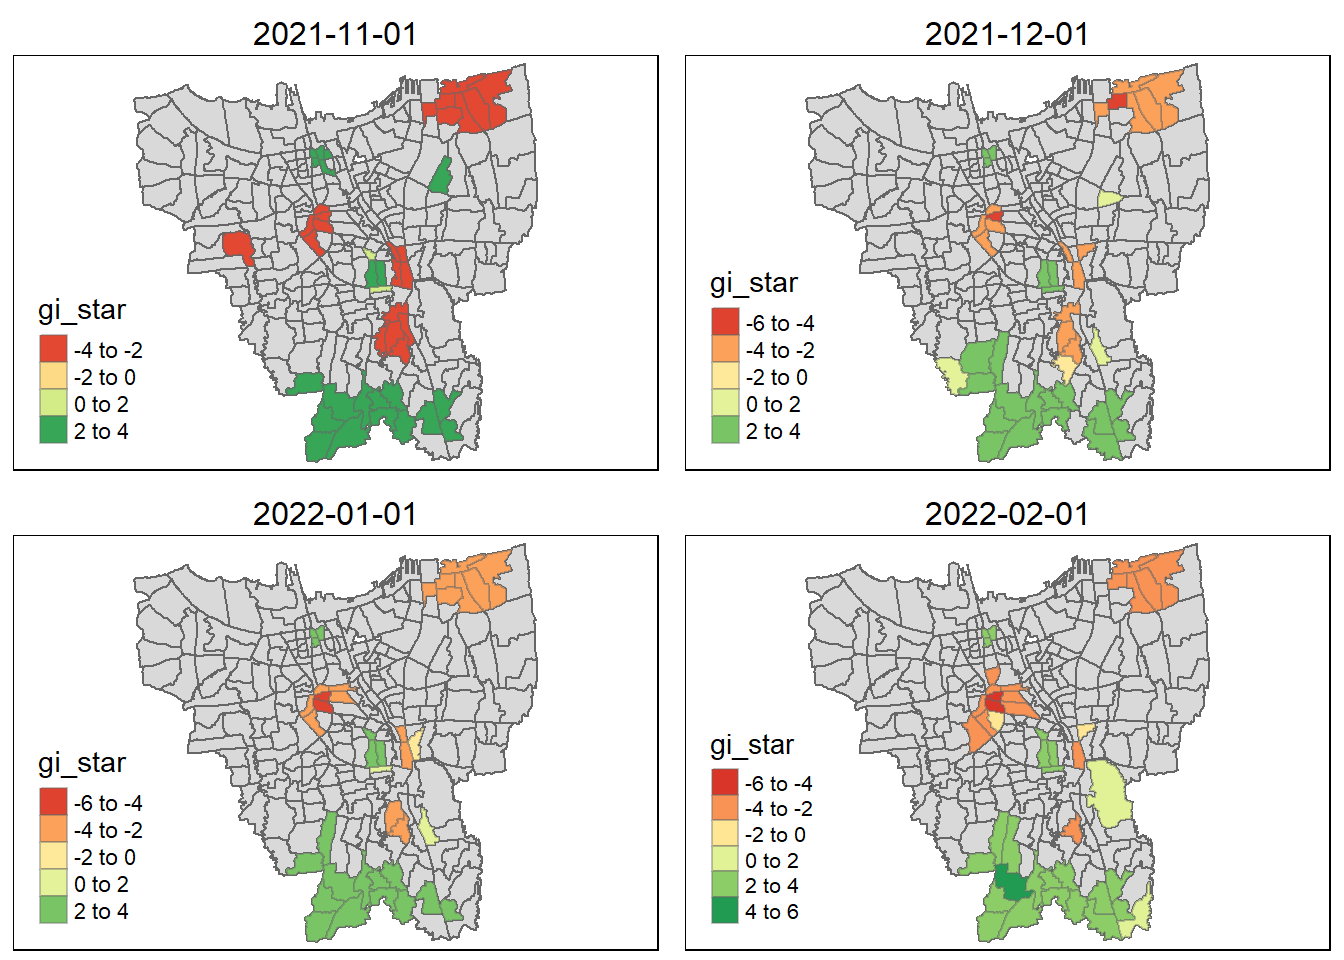 2021-11-01
gi_star
-4 to -2
-2 to 0
0 to 2
2 to 4
2021-12-01
gi_star
-6 to -4
-4 to -2
-2 to 0
0 to 2
2 to 4
2022-01-01
gi_star
-6 to -4
-4 to -2
-2 to 0
0 to 2
2 to 4
2022-02-01
gi_star
-6 to -4
-4 to -2
-2 to 0
0 to 2
2 to 4
4 to 6